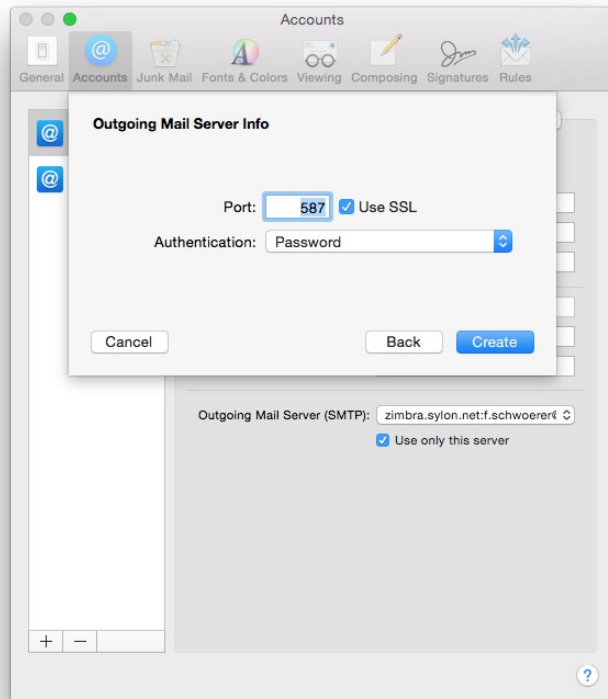 Accounts
General Accounts Junk Mail Fonts & Colors Viewing Composing Signatures Rules
Outgoing Mail Server Info
Port: 587 Use SSL
Authentication: Password
Cancel Back Create
Outgoing Mail Server (SMTP): zimbra.sylon.net:f.schwoerer@
Use only this server
+ −
?